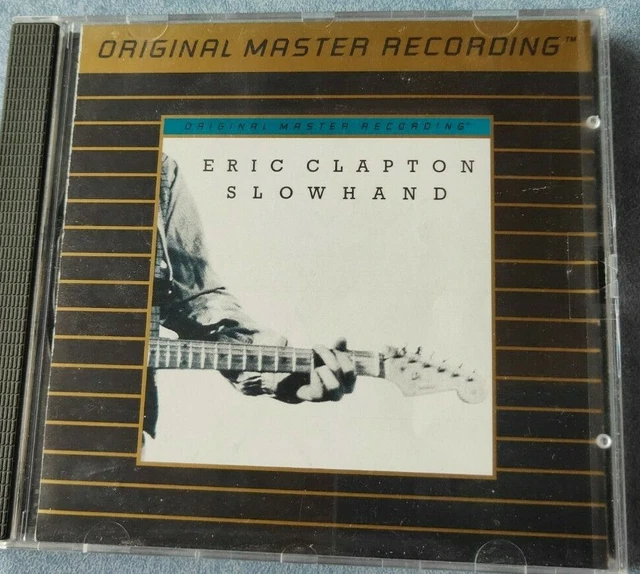 ORIGINAL MASTER RECORDING™
ORIGINAL MASTER RECORDING™
ERIC CLAPTON
SLOWHAND